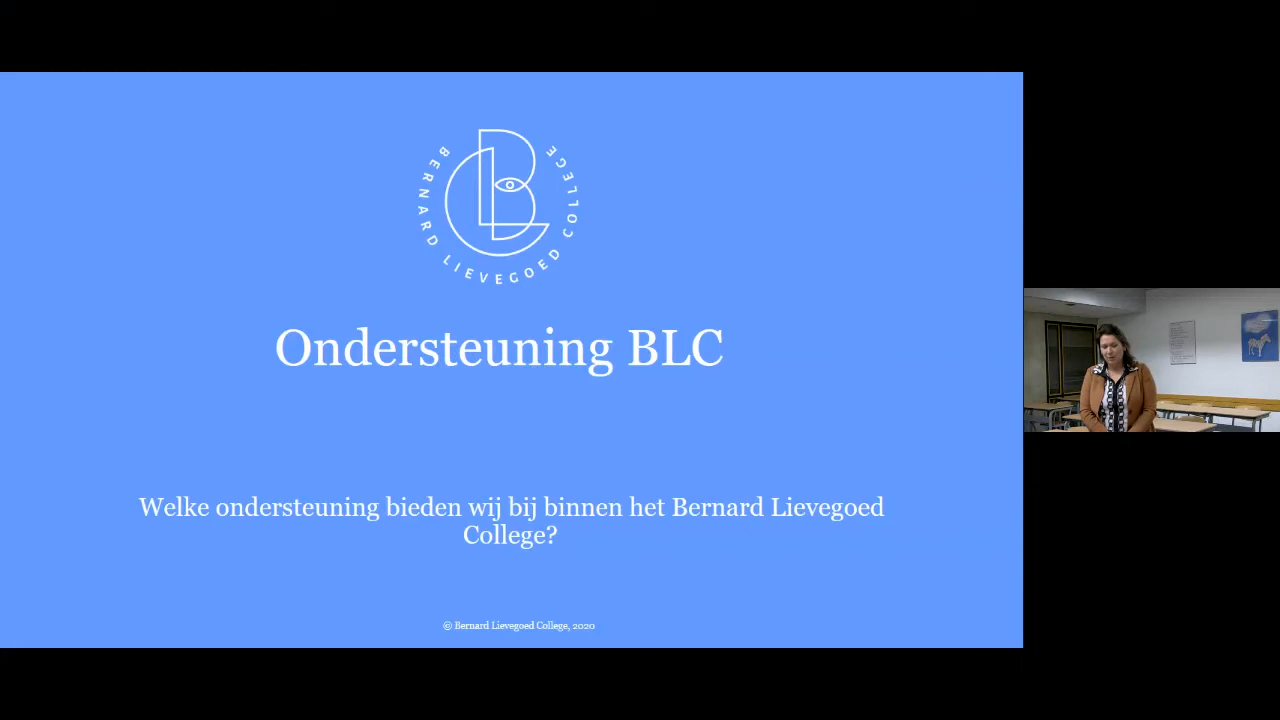 BERNARD LIEVEGOED COLLEGE
Ondersteuning BLC
Welke ondersteuning bieden wij bij binnen het Bernard Lievegoed
College?
© Bernard Lievegoed College, 2020